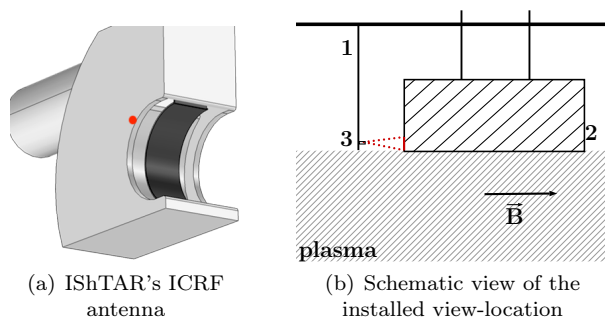 1
2
3
B
plasma
(a) IShTAR's ICRF
antenna
(b) Schematic view of the
installed view-location